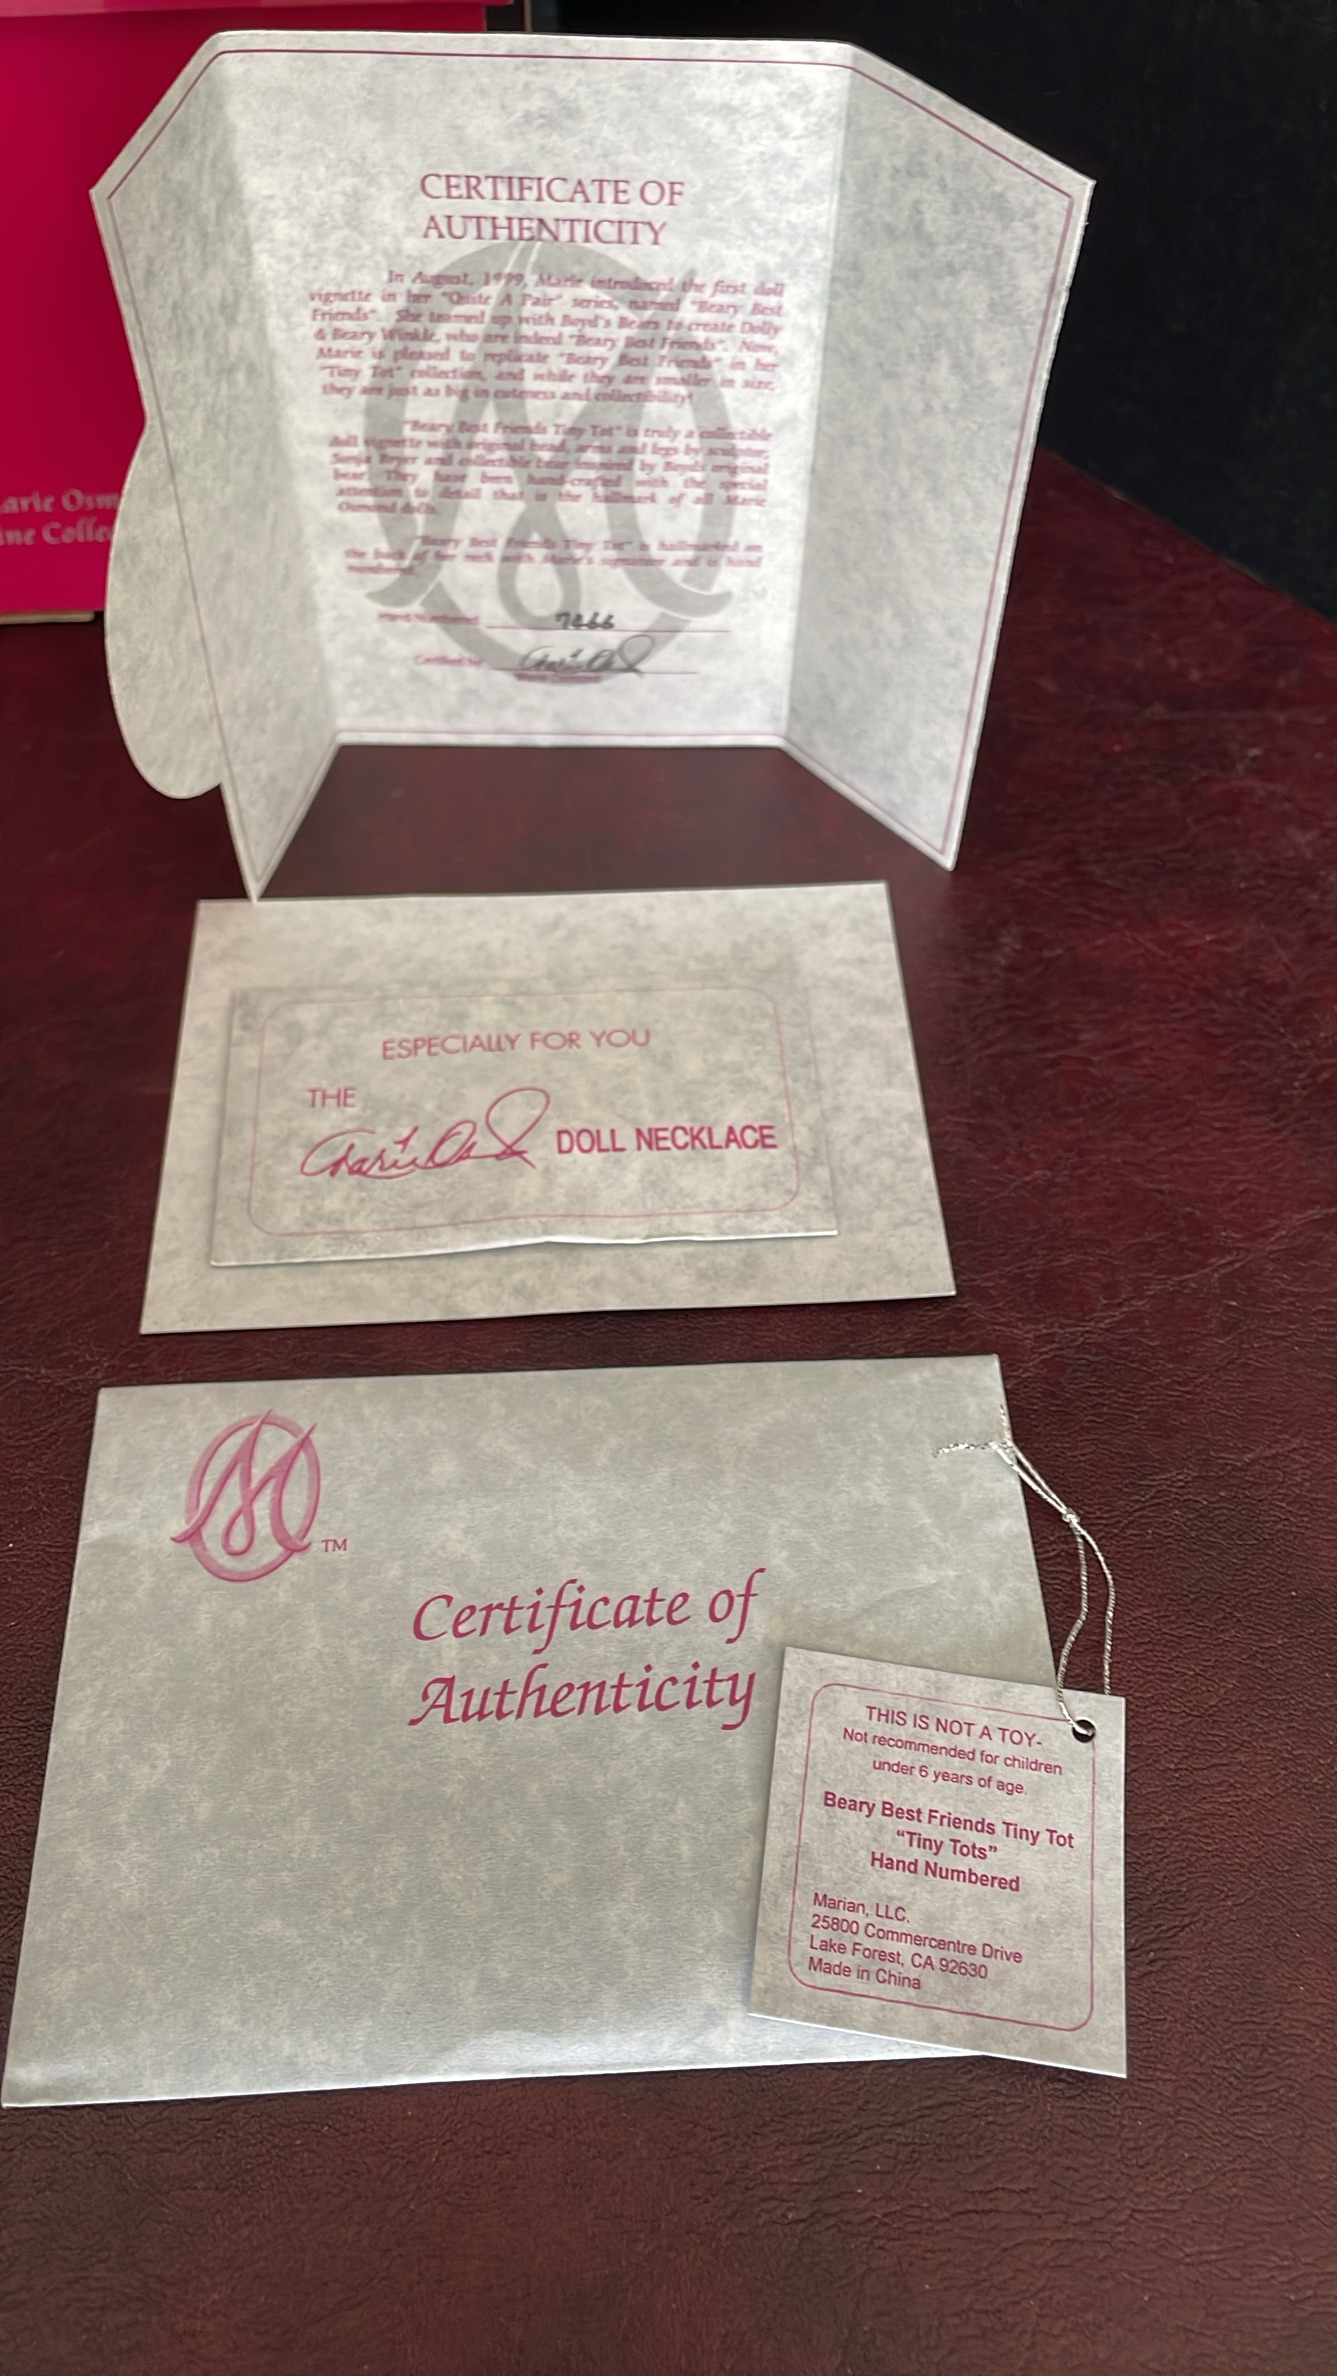 CERTIFICATE OF
AUTHENTICITY
In August, 1999, Marie introduced the first doll
vignette in her "Quite A Pair" series, named "Beary Best
Friends". She teamed up with Boyd's Bears to create Dolly
& Beary Winkle, who are indeed "Beary Best Friends". Now,
Marie is pleased to replicate "Beary Best Friends" in her
"Tiny Tot" collection, and while they are smaller in size,
they are just as big in cuteness and collectibility!
"Beary Best Friends Tiny Tot" is truly a collectable
doll vignette with original head, arms and legs by sculptor,
and collectable bear inspired by Boyds original
bear. They have been hand-crafted with the special
attention to detail that is the hallmark of all Marie
Osmond dolls.
"Beary Best Friends Tiny Tot" is hallmarked on
the back of her neck with Marie's signature and is hand
numbered.
Hand Numbered
Certified by
arie Osm
ine Colle
ESPECIALLY FOR YOU
THE
Marie Osmond DOLL NECKLACE
M TM
Certificate of
Authenticity
THIS IS NOT A TOY-
Not recommended for children
under 6 years of age.
Beary Best Friends Tiny Tot
"Tiny Tots"
Hand Numbered
Marian, LLC.
25800 Commercentre Drive
Lake Forest, CA 92630
Made in China